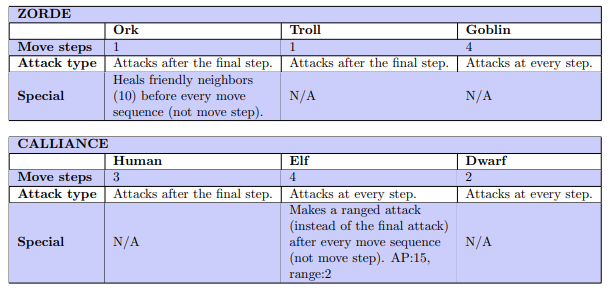 ZORDE
Ork Troll Goblin
Move steps 1 1 4
Attack type Attacks after the final step. Attacks after the final step. Attacks at every step.
Heals friendly neighbors
Special (10) before every move N/A N/A
sequence (not move step).
CALLIANCE
Human Elf Dwarf
Move steps 3 4 2
Attack type Attacks after the final step. Attacks at every step. Attacks at every step.
Makes a ranged attack
(instead of the final attack)
Special N/A after every move sequence N/A
(not move step). AP:15,
range:2